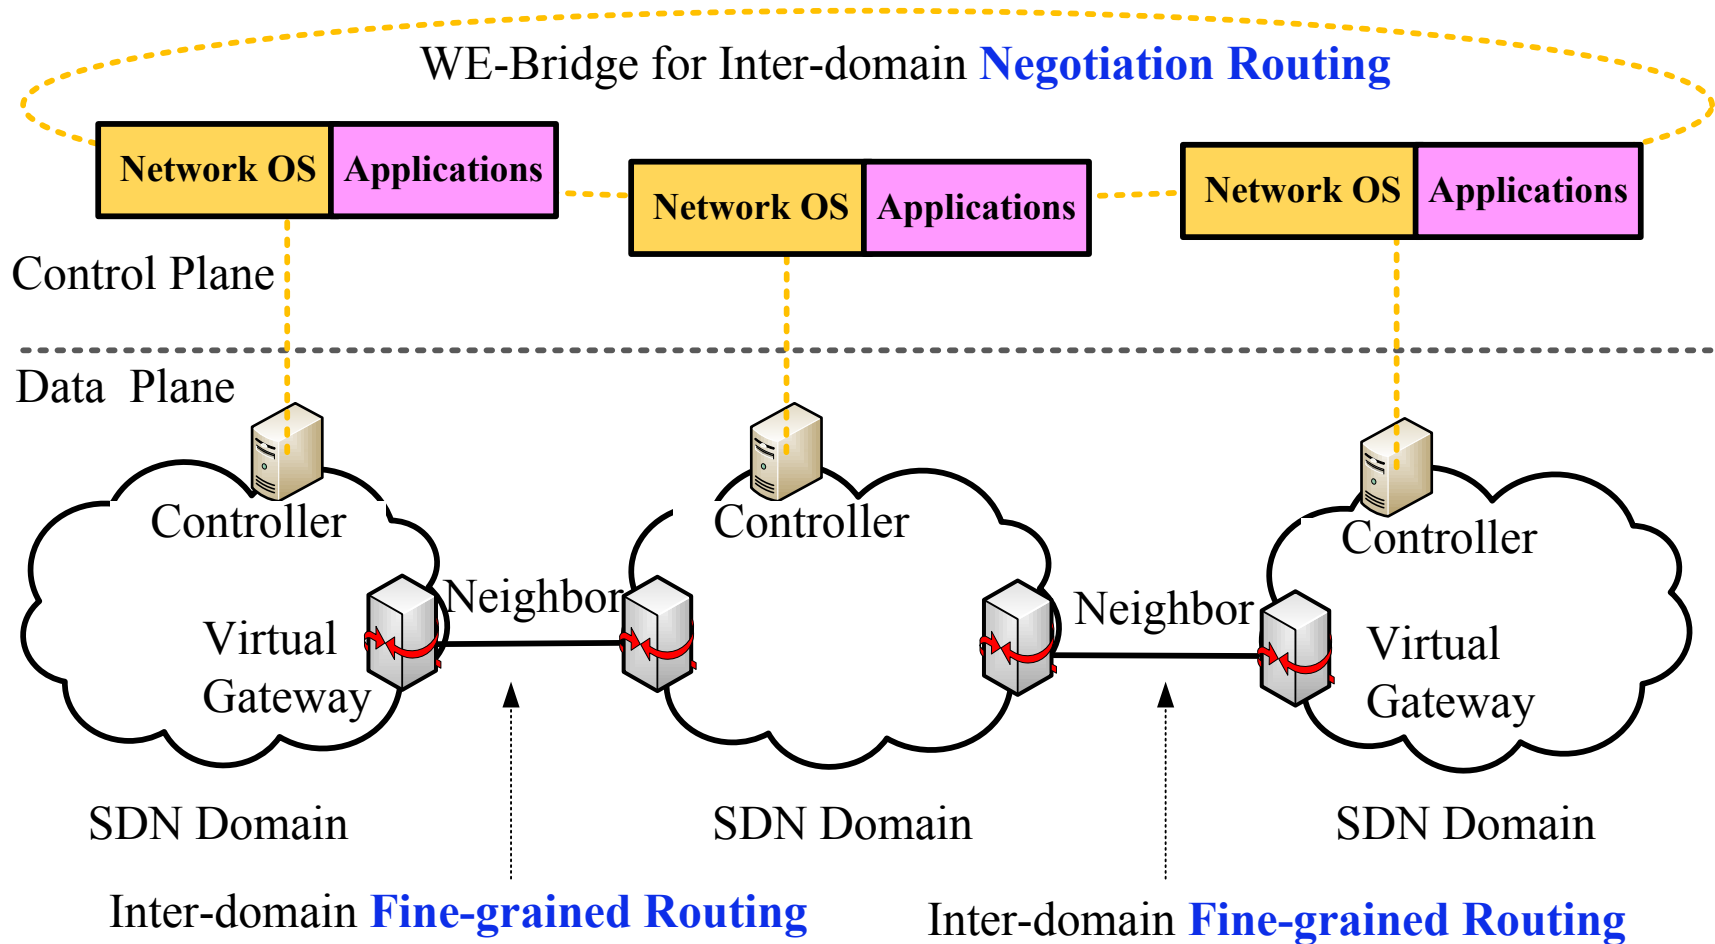 WE-Bridge for Inter-domain Negotiation Routing
Network OS
Applications
Network OS
Applications
Network OS
Applications
Control Plane
Data Plane
Controller
Controller
Controller
Neighbor
Neighbor
Virtual
Gateway
Virtual
Gateway
SDN Domain
SDN Domain
SDN Domain
Inter-domain Fine-grained Routing
Inter-domain Fine-grained Routing